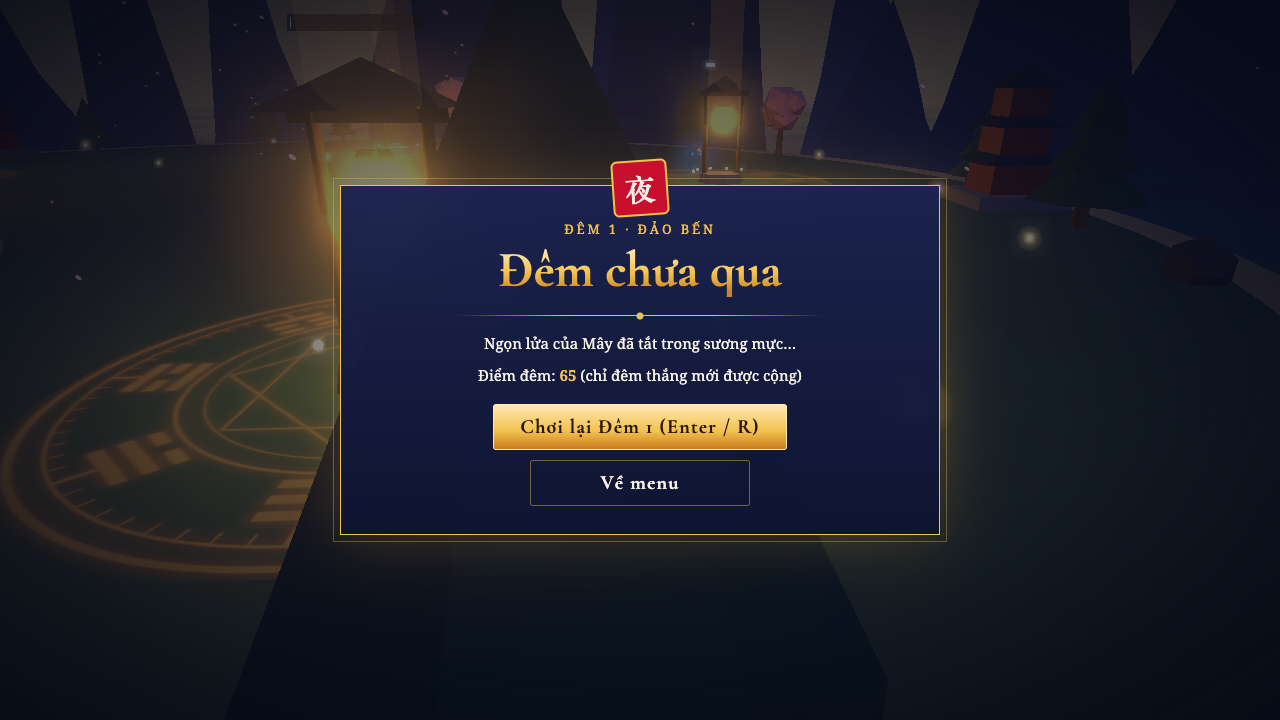 夜
ĐÊM 1 · ĐẢO BẾN
Đêm chưa qua
Ngọn lửa của Mây đã tắt trong sương mực...
Điểm đêm: 65 (chỉ đêm thắng mới được cộng)
Chơi lại Đêm 1 (Enter / R)
Về menu